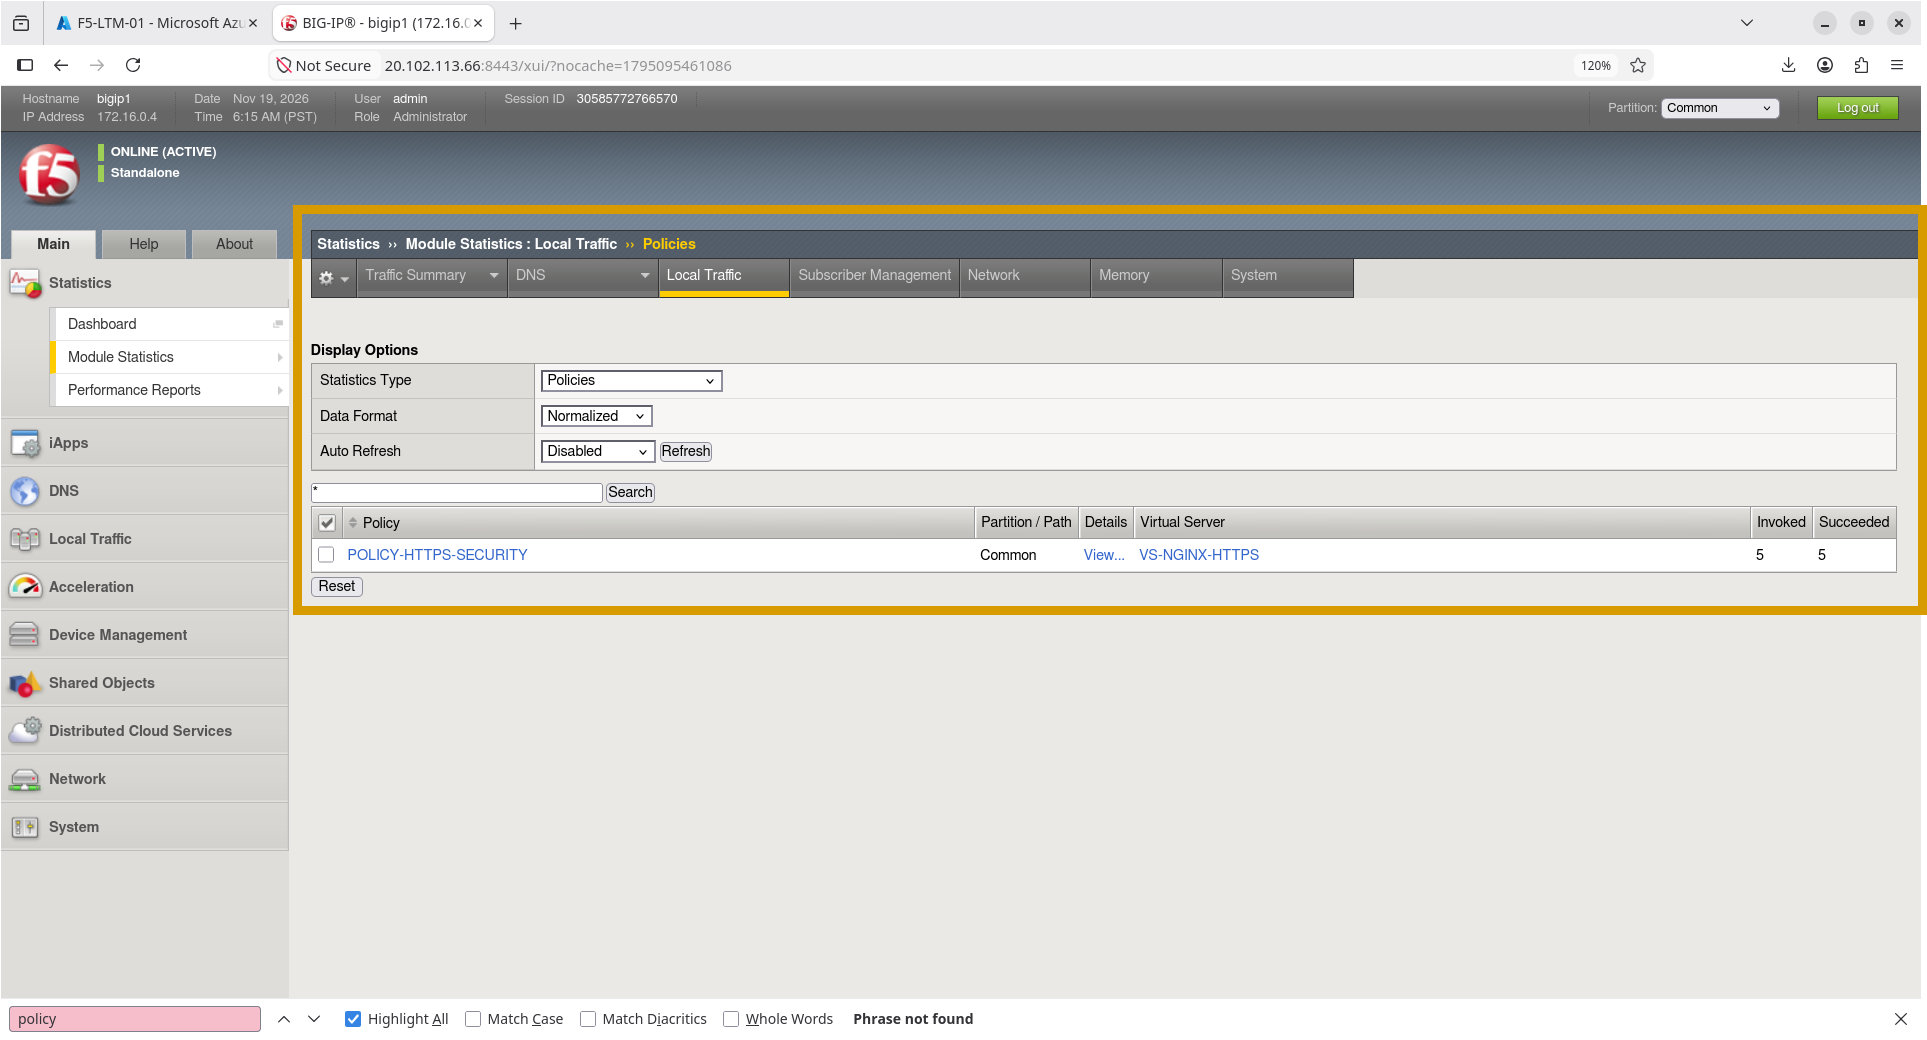 F5-LTM-01 - Microsoft Azu
BIG-IP® - bigip1 (172.16.0
Not Secure 20.102.113.66:8443/xui/?nocache=1795095461086 120%
Hostname bigip1 Date Nov 19, 2026 User admin Session ID 30585772766570
IP Address 172.16.0.4 Time 6:15 AM (PST) Role Administrator
Partition: Common Log out
f5
ONLINE (ACTIVE)
Standalone
Main Help About
Statistics
Dashboard
Module Statistics
Performance Reports
iApps
DNS
Local Traffic
Acceleration
Device Management
Shared Objects
Distributed Cloud Services
Network
System
Statistics ›› Module Statistics : Local Traffic ›› Policies
Traffic Summary DNS Local Traffic Subscriber Management Network Memory System
Display Options
Statistics Type Policies
Data Format Normalized
Auto Refresh Disabled Refresh
* Search
Policy Partition / Path Details Virtual Server Invoked Succeeded
POLICY-HTTPS-SECURITY Common View... VS-NGINX-HTTPS 5 5
Reset
policy Highlight All Match Case Match Diacritics Whole Words Phrase not found